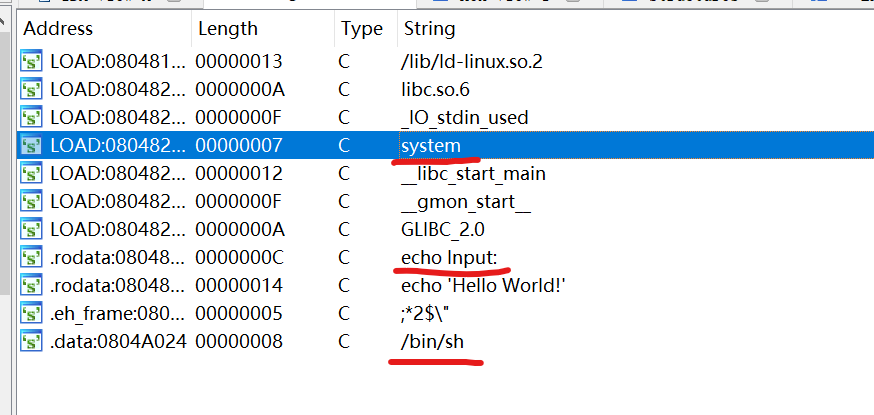 Address Length Type String
LOAD:080481... 00000013 C /lib/ld-linux.so.2
LOAD:080482... 0000000A C libc.so.6
LOAD:080482... 0000000F C _IO_stdin_used
LOAD:080482... 00000007 C system
LOAD:080482... 00000012 C __libc_start_main
LOAD:080482... 0000000F C __gmon_start__
LOAD:080482... 0000000A C GLIBC_2.0
.rodata:08048... 0000000C C echo Input:
.rodata:08048... 00000014 C echo 'Hello World!'
.eh_frame:080... 00000005 C ;*2$\"
.data:0804A024 00000008 C /bin/sh